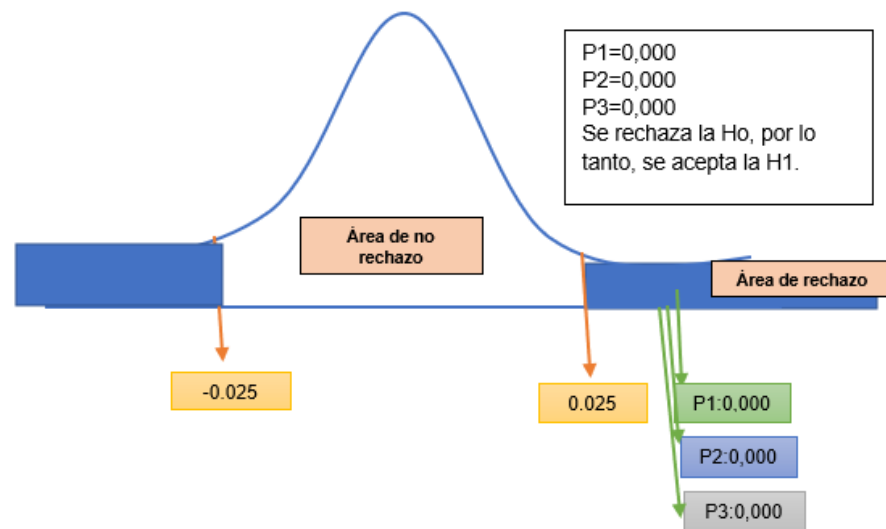 P1=0,000
P2=0,000
P3=0,000
Se rechaza la Ho, por lo
tanto, se acepta la H1.
Área de no
rechazo
Área de rechazo
-0.025
0.025
P1:0,000
P2:0,000
P3:0,000